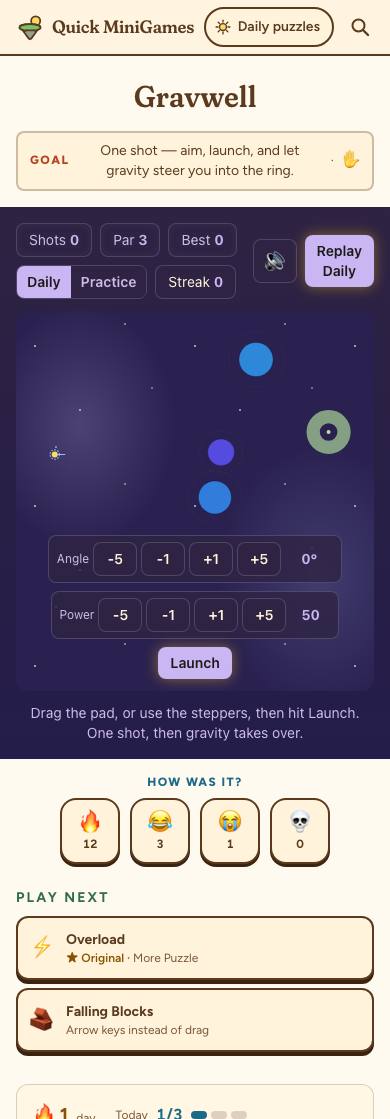 Quick MiniGames
Daily puzzles
Gravwell
GOAL
One shot — aim, launch, and let
gravity steer you into the ring.
Shots 0
Par 3
Best 0
Daily
Practice
Streak 0
Replay
Daily
Angle
-5
-1
+1
+5
0°
Power
-5
-1
+1
+5
50
Launch
Drag the pad, or use the steppers, then hit Launch.
One shot, then gravity takes over.
HOW WAS IT?
12
3
1
0
PLAY NEXT
Overload
Original · More Puzzle
Falling Blocks
Arrow keys instead of drag
1 day
Today 1/3